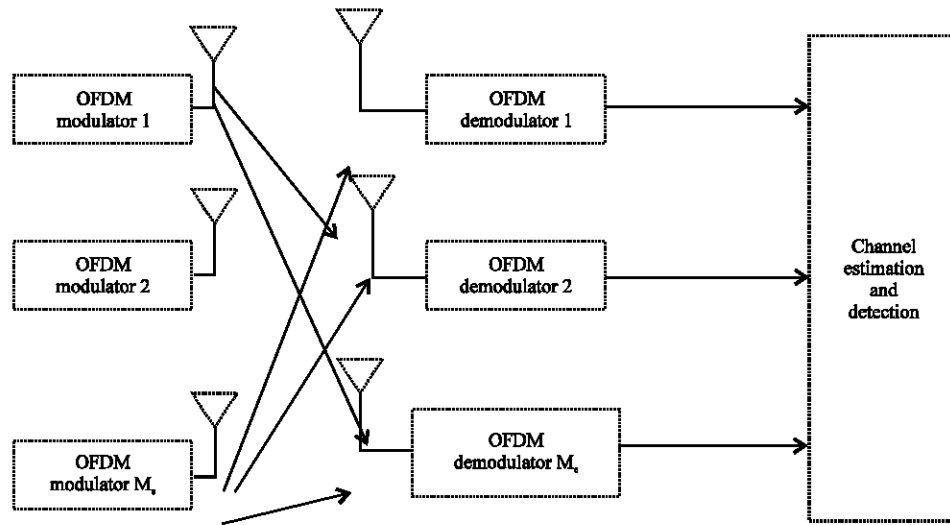 OFDM
modulator 1
OFDM
demodulator 1
OFDM
modulator 2
OFDM
demodulator 2
Channel
estimation
and
detection
OFDM
modulator M
OFDM
demodulator M